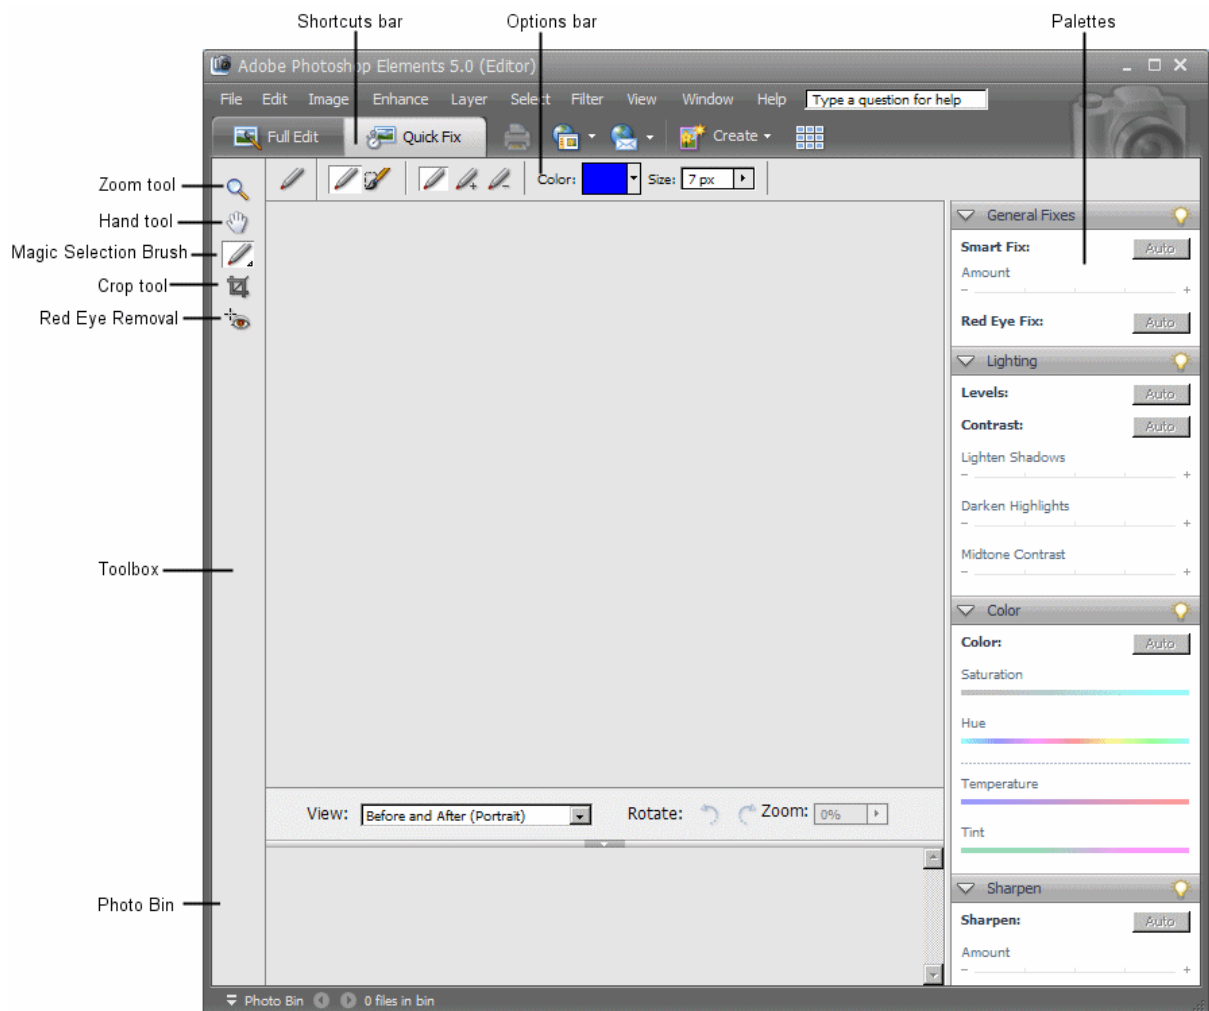 Shortcuts bar
Options bar
Palettes
Adobe Photoshop Elements 5.0 (Editor)
File Edit Image Enhance Layer Select Filter View Window Help Type a question for help
Full Edit Quick Fix Create
Color: Size: 7 px
Zoom tool
Hand tool
Magic Selection Brush
Crop tool
Red Eye Removal
Toolbox
Photo Bin
General Fixes
Smart Fix: Auto
Amount
- +
Red Eye Fix: Auto
Lighting
Levels: Auto
Contrast: Auto
Lighten Shadows
- +
Darken Highlights
- +
Midtone Contrast
- +
Color
Color: Auto
Saturation
Hue
Temperature
Tint
Sharpen
Sharpen: Auto
Amount
- +
View: Before and After (Portrait) Rotate: Zoom: 0%
Photo Bin 0 files in bin